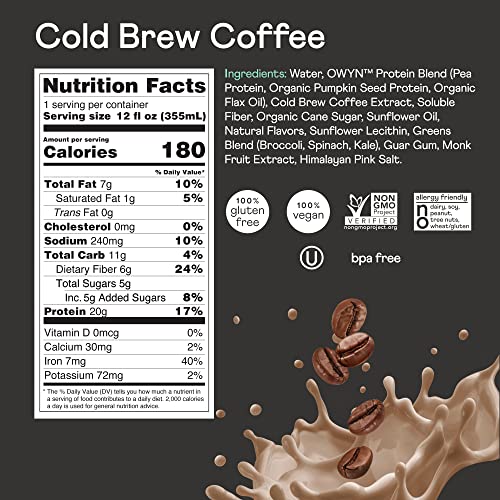 Cold Brew Coffee
Nutrition Facts
1 serving per container
Serving size 12 fl oz (355mL)
Amount per serving
Calories 180
% Daily Value*
Total Fat 7g 10%
Saturated Fat 1g 5%
Trans Fat 0g
Cholesterol 0mg 0%
Sodium 240mg 10%
Total Carb 11g 4%
Dietary Fiber 6g 24%
Total Sugars 5g
Inc. 5g Added Sugars 8%
Protein 20g 17%
Vitamin D 0mcg 0%
Calcium 30mg 2%
Iron 7mg 40%
Potassium 72mg 2%
* The % Daily Value (DV) tells you how much a nutrient in
a serving of food contributes to a daily diet. 2,000 calories
a day is used for general nutrition advice.
Ingredients: Water, OWYN™ Protein Blend (Pea
Protein, Organic Pumpkin Seed Protein, Organic
Flax Oil), Cold Brew Coffee Extract, Soluble
Fiber, Organic Cane Sugar, Sunflower Oil,
Natural Flavors, Sunflower Lecithin, Greens
Blend (Broccoli, Spinach, Kale), Guar Gum, Monk
Fruit Extract, Himalayan Pink Salt.
100%
gluten
free
100%
vegan
NON
GMO
Project
VERIFIED
nongmoproject.org
allergy friendly
no
dairy, soy,
peanut,
tree nuts,
wheat/gluten
U
bpa free